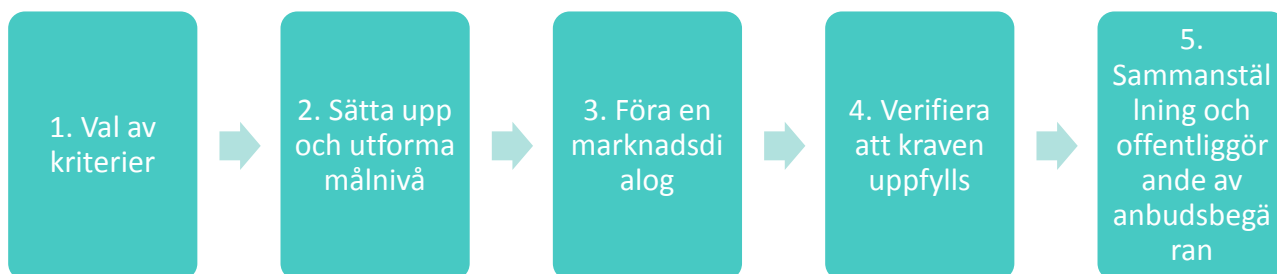 1. Val av
kriterier
2. Sätta upp
och utforma
målnivå
3. Föra en
marknadsdi
alog
4. Verifiera
att kraven
uppfylls
5.
Sammanstäl
lning och
offentliggör
ande av
anbudsbegä
ran